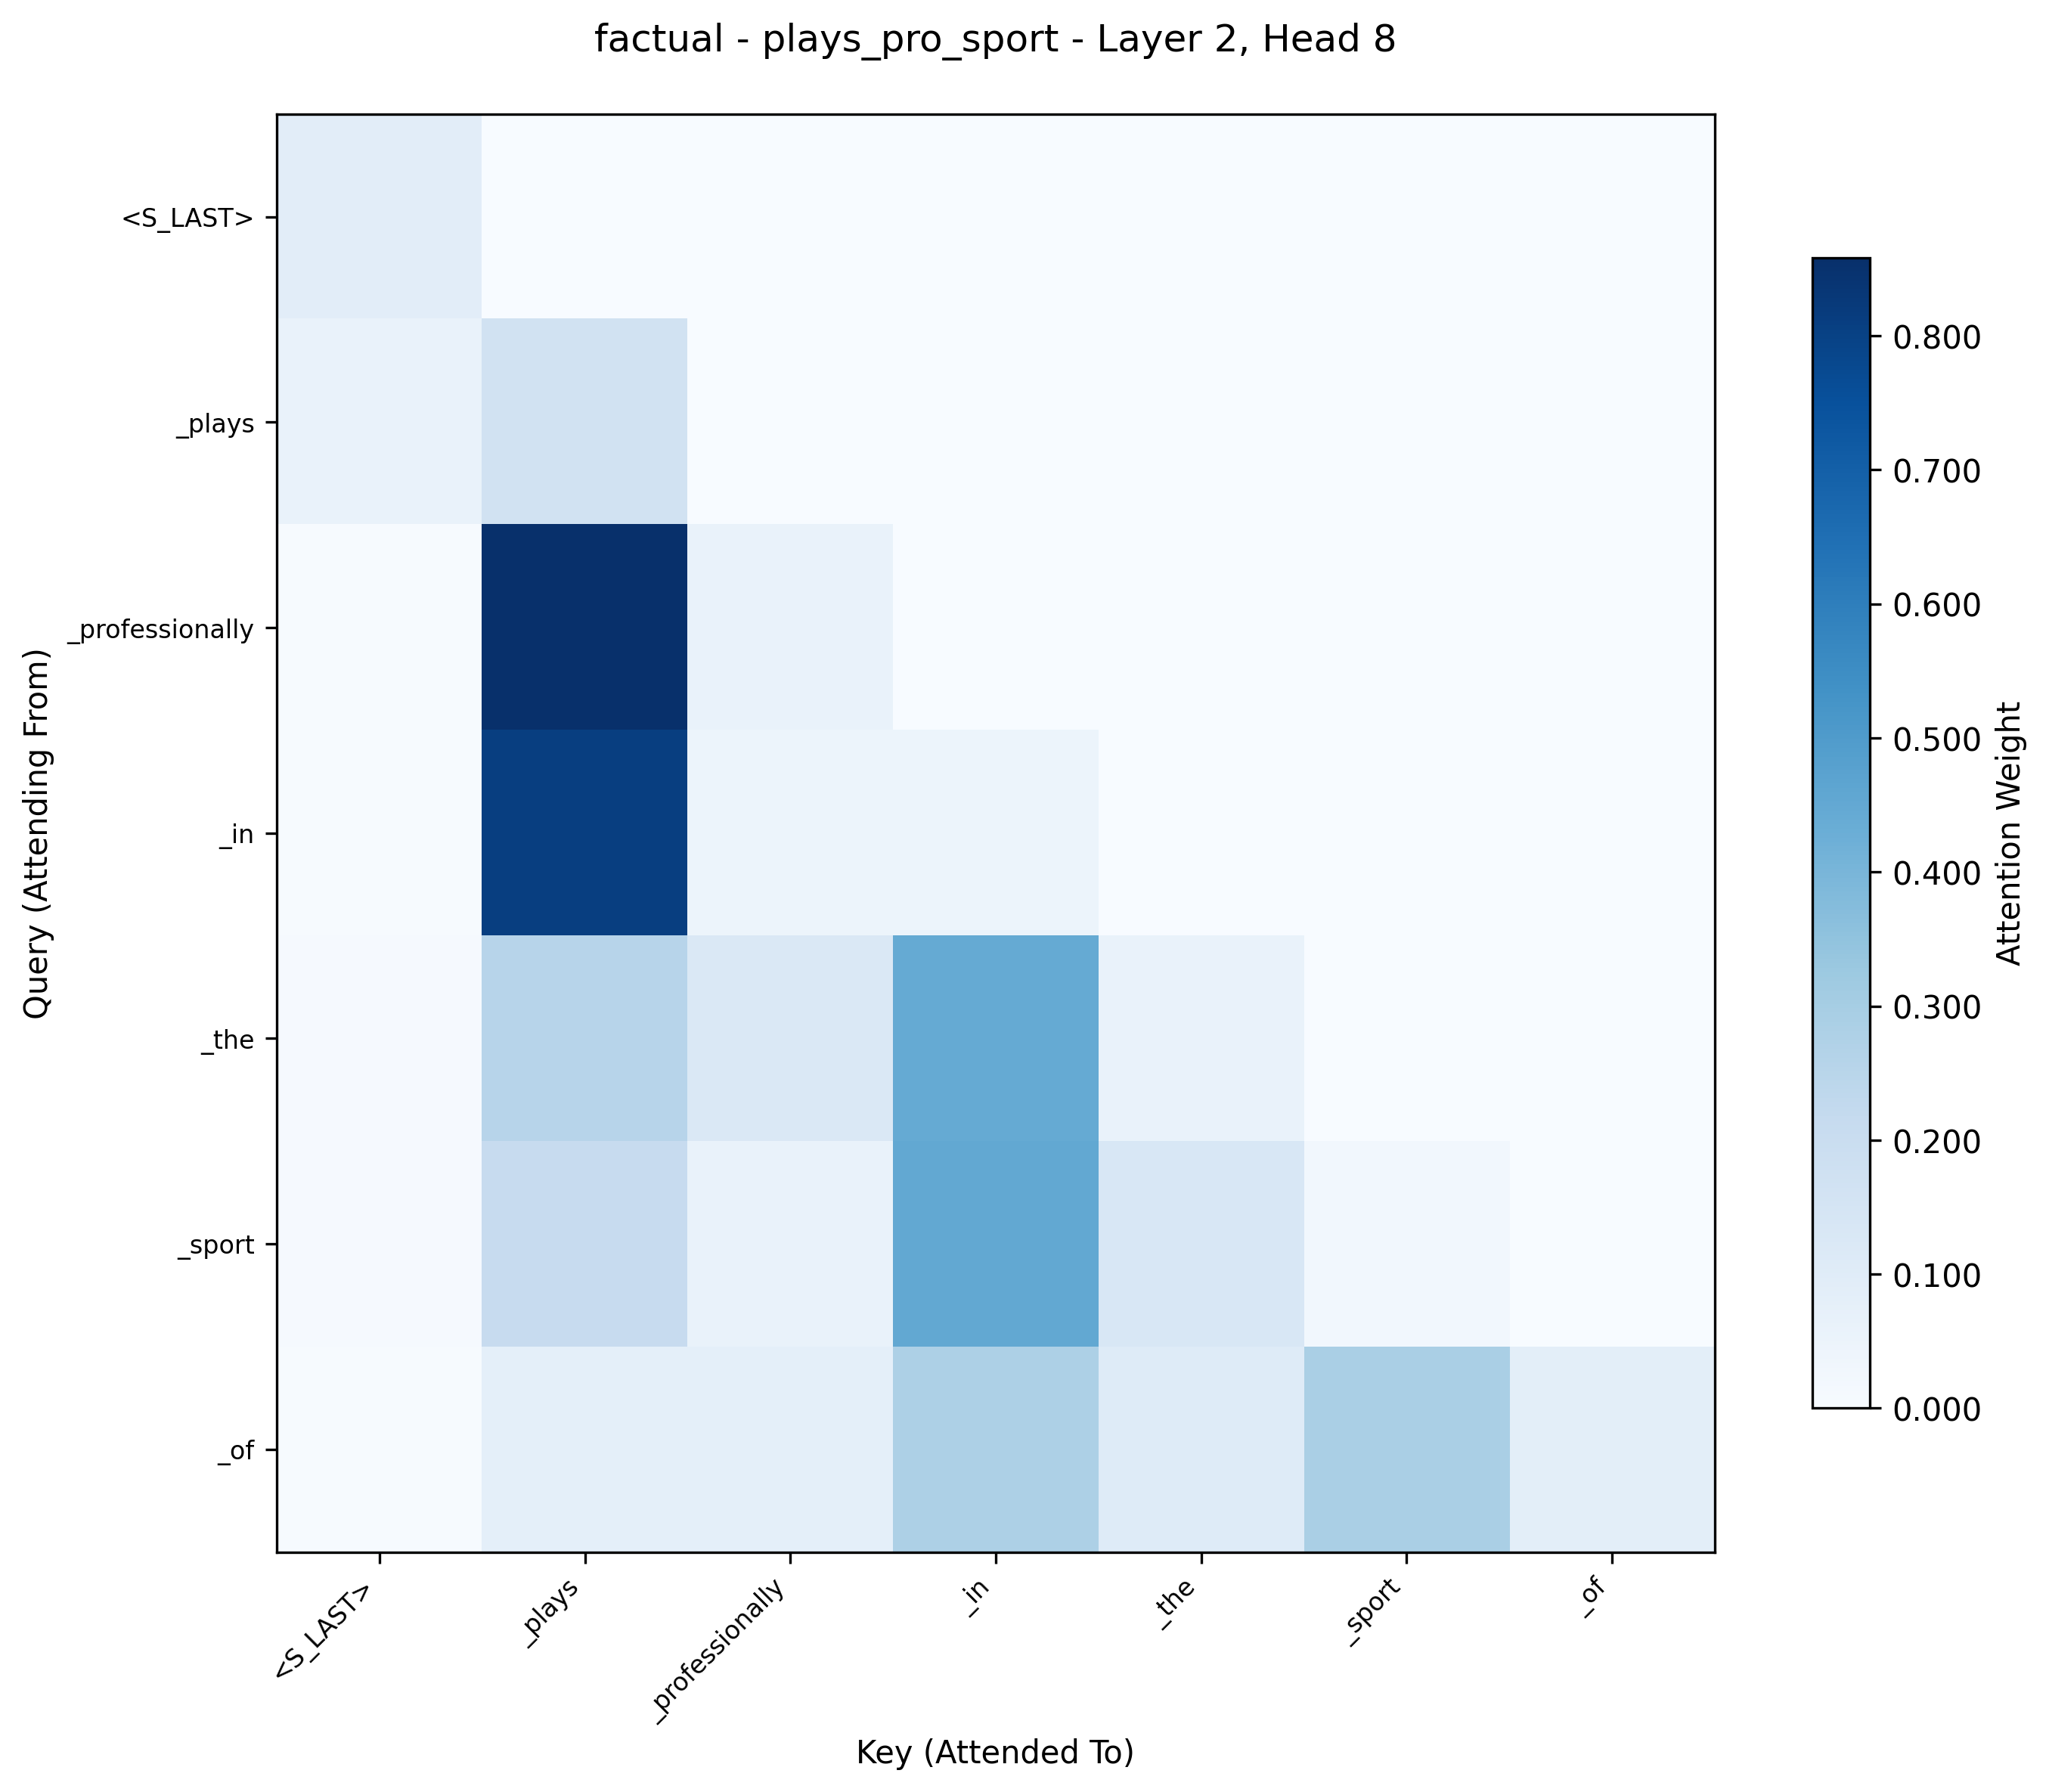 factual - plays_pro_sport - Layer 2, Head 8
Query (Attending From)
<S_LAST>
_plays
_professionally
_in
_the
_sport
_of
<S_LAST>
_plays
_professionally
_in
_the
_sport
_of
Key (Attended To)
0.800
0.700
0.600
0.500
0.400
0.300
0.200
0.100
0.000
Attention Weight